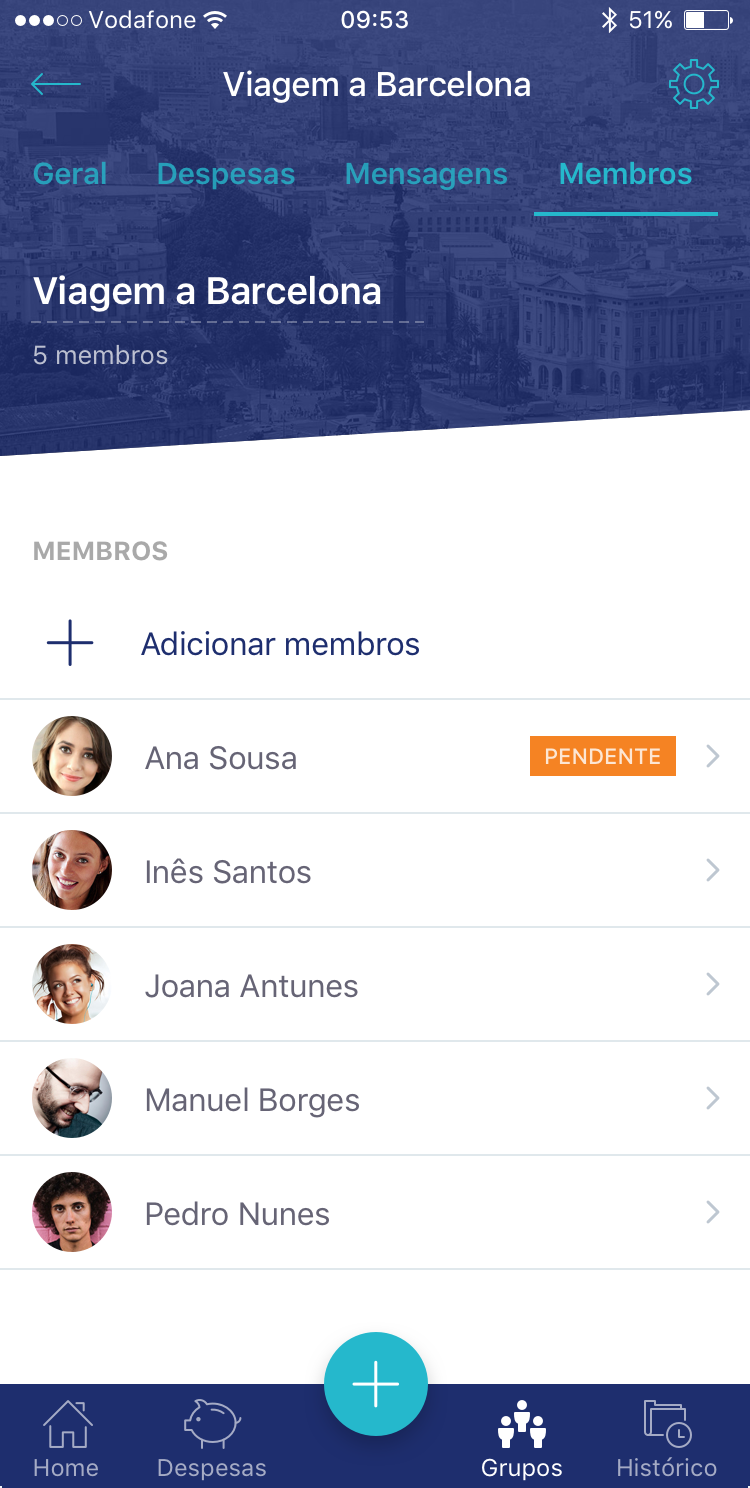 Vodafone 09:53 51%
Viagem a Barcelona
Geral Despesas Mensagens Membros
Viagem a Barcelona
5 membros
MEMBROS
Adicionar membros
Ana Sousa PENDENTE
Inês Santos
Joana Antunes
Manuel Borges
Pedro Nunes
Home Despesas Grupos Histórico